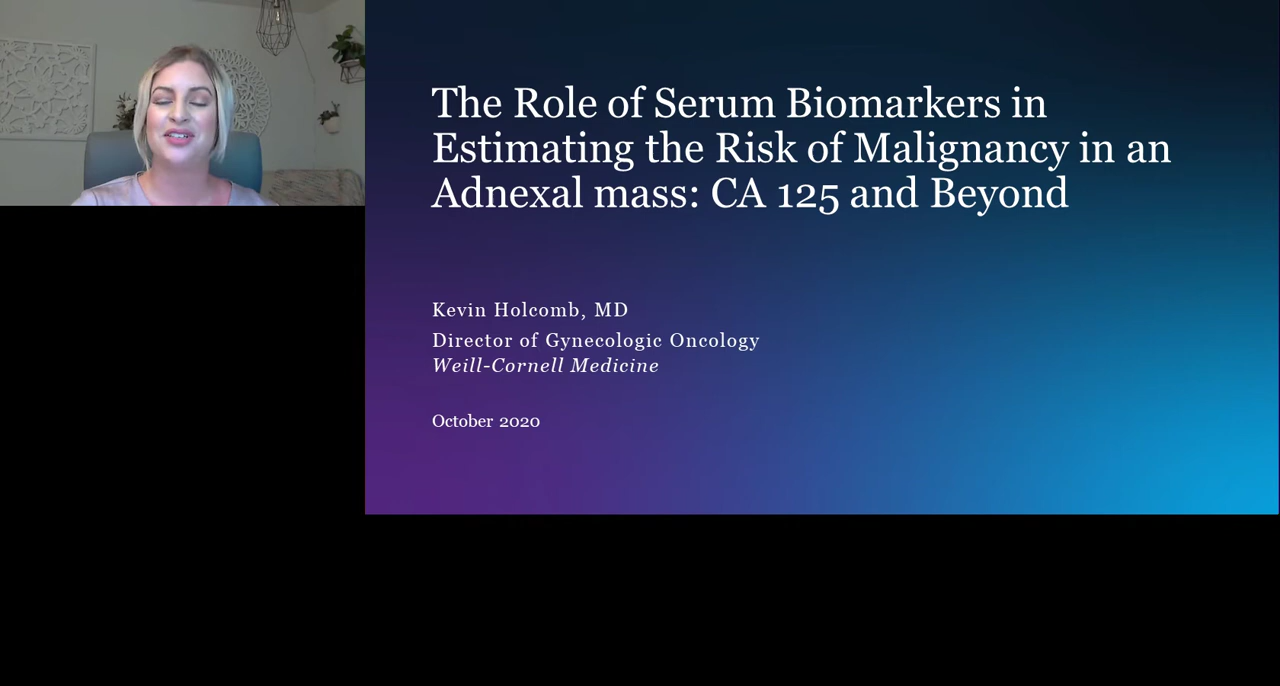 The Role of Serum Biomarkers in
Estimating the Risk of Malignancy in an
Adnexal mass: CA 125 and Beyond
Kevin Holcomb, MD
Director of Gynecologic Oncology
Weill-Cornell Medicine
October 2020